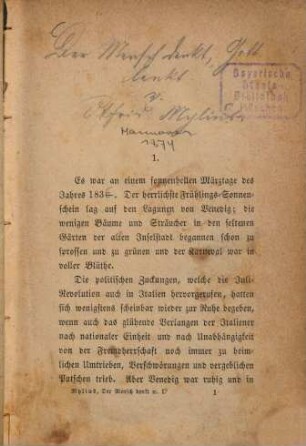 Der Mensch denkt, Gott
lenkt
v.
Otfrid Mylius.
Hannover
1874
Bayerische
Staats-
Bibliothek
München
1.
Es war an einem sonnenhellen Märztage des
Jahres 183*. Der herrlichste Frühlings-Sonnen-
schein lag auf den Lagunen von Venedig; die
wenigen Bäume und Sträucher in den seltenen
Gärten der alten Inselstadt begannen schon zu
sprossen und zu grünen und der Karneval war in
voller Blüthe.
Die politischen Zuckungen, welche die Juli-
Revolution auch in Italien hervorgerufen, hatten
sich wenigstens scheinbar wieder zur Ruhe begeben,
wenn auch das glühende Verlangen der Italiener
nach nationaler Einheit und nach Unabhängigkeit
von der Fremdherrschaft noch immer zu heim-
lichen Umtrieben, Verschwörungen und vergeblichen
Putschen trieb. Aber Venedig war ruhig und in
Mylius, Der Mensch denkt ꝛc. I. 1